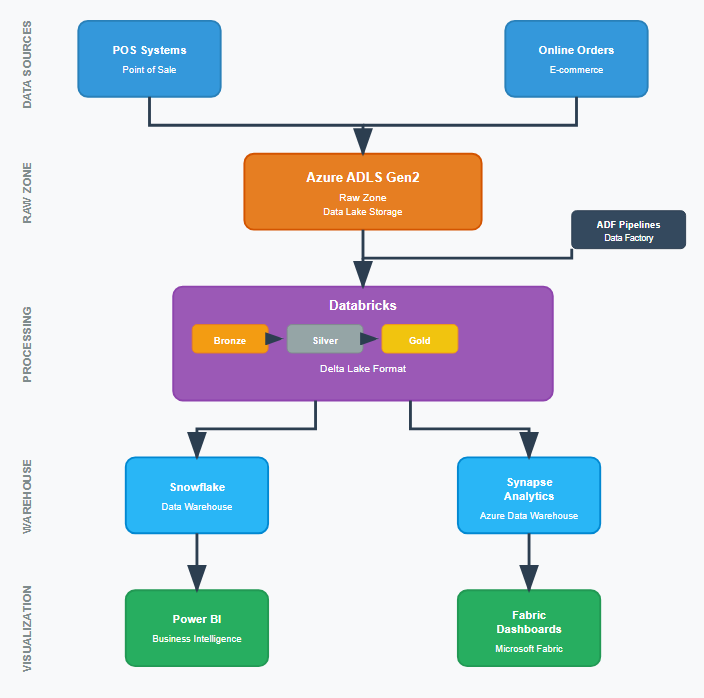 DATA SOURCES
POS Systems
Point of Sale
Online Orders
E-commerce
RAW ZONE
Azure ADLS Gen2
Raw Zone
Data Lake Storage
ADF Pipelines
Data Factory
PROCESSING
Databricks
Bronze
Silver
Gold
Delta Lake Format
WAREHOUSE
Snowflake
Data Warehouse
Synapse
Analytics
Azure Data Warehouse
VISUALIZATION
Power BI
Business Intelligence
Fabric
Dashboards
Microsoft Fabric